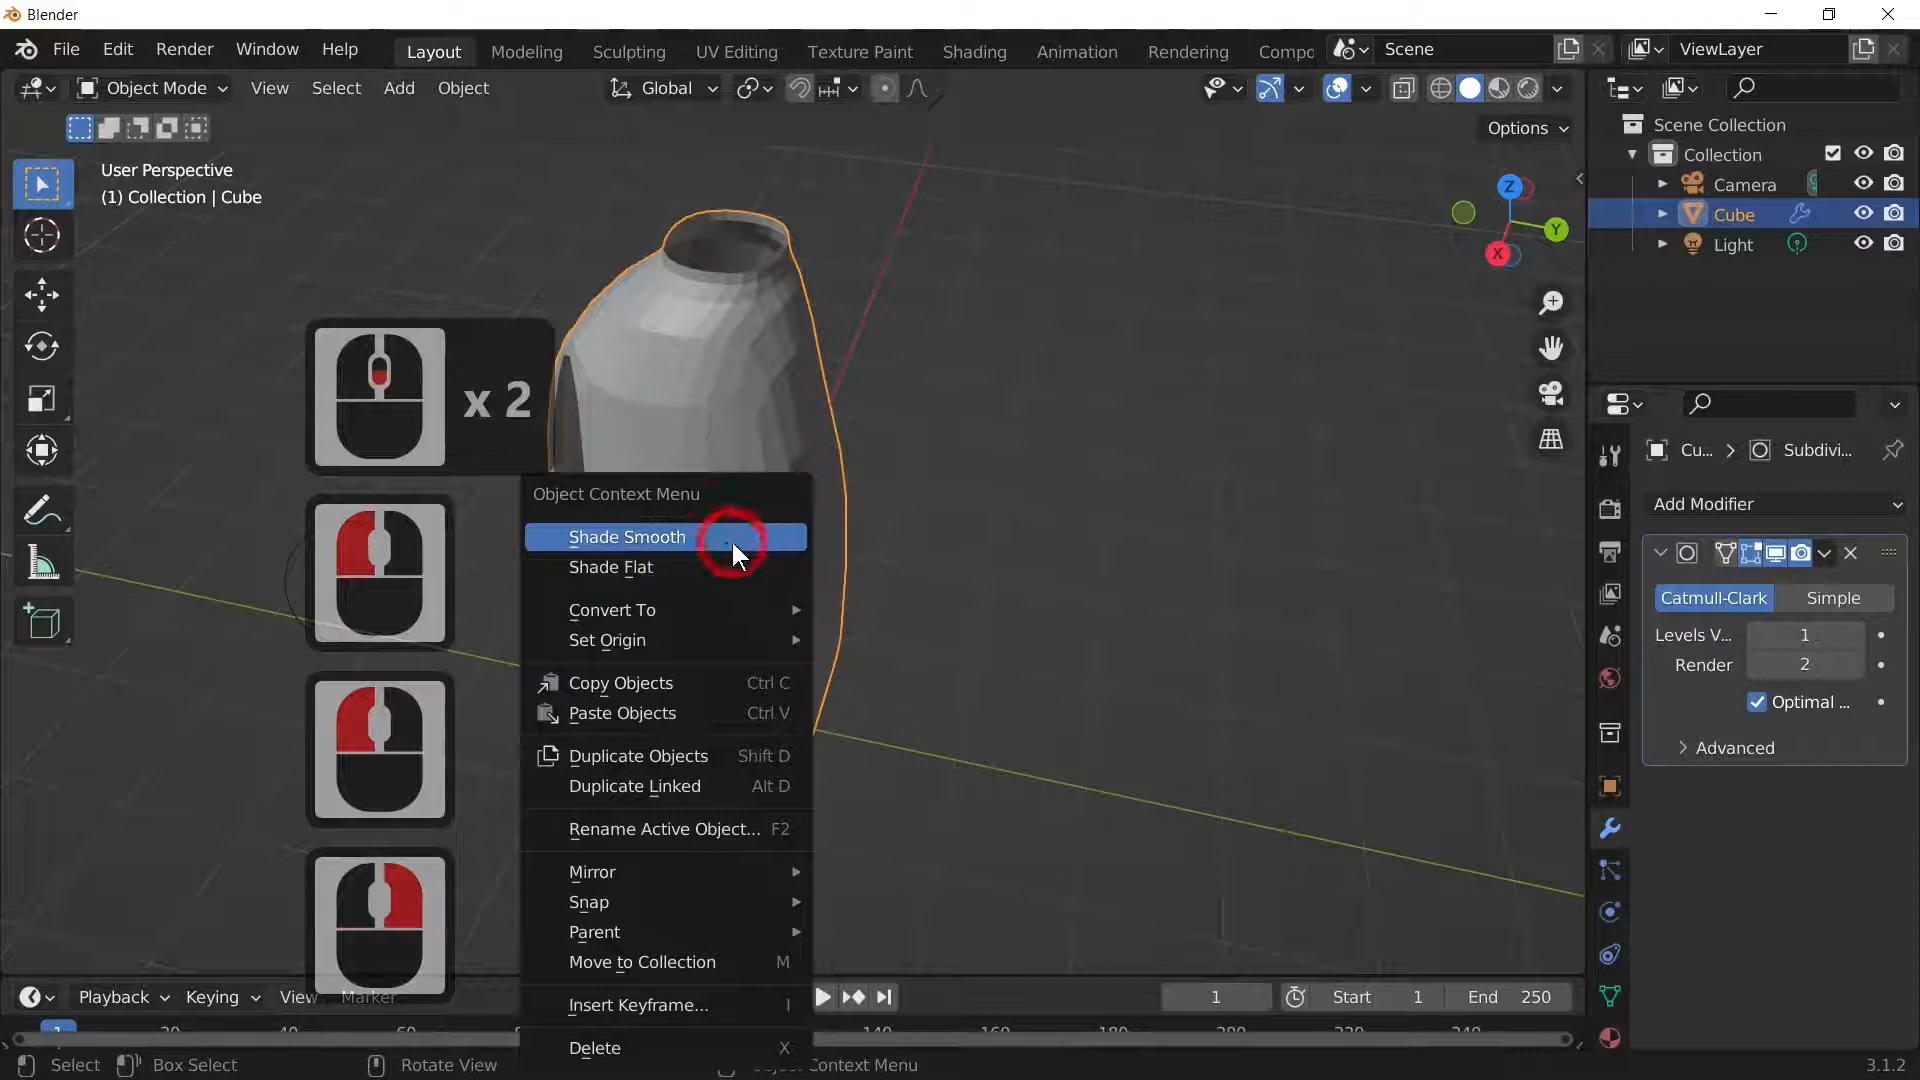 Blender
File Edit Render Window Help Layout Modeling Sculpting UV Editing Texture Paint Shading Animation Rendering Compo Scene ViewLayer
Object Mode View Select Add Object Global
Options
User Perspective
(1) Collection | Cube
Z
Y
X
Scene Collection
Collection
Camera
Cube
Light
x 2
Object Context Menu
Shade Smooth
Shade Flat
Convert To
Set Origin
Copy Objects Ctrl C
Paste Objects Ctrl V
Duplicate Objects Shift D
Duplicate Linked Alt D
Rename Active Object... F2
Mirror
Snap
Parent
Move to Collection M
Insert Keyframe... I
Delete X
Cu... Subdivi...
Add Modifier
Catmull-Clark Simple
Levels V... 1
Render 2
Optimal ...
Advanced
Playback Keying View Marker 1 Start 1 End 250
Select Box Select Rotate View Context Menu 3.1.2